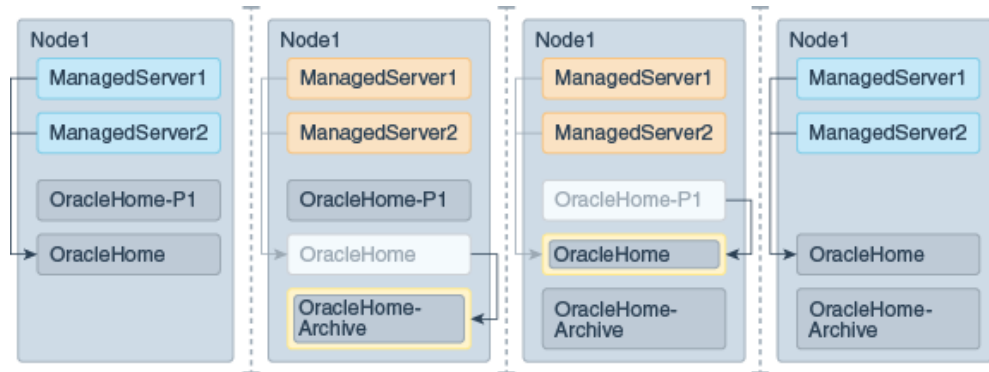 Node1
ManagedServer1
ManagedServer2
OracleHome-P1
OracleHome
Node1
ManagedServer1
ManagedServer2
OracleHome-P1
OracleHome
OracleHome-
Archive
Node1
ManagedServer1
ManagedServer2
OracleHome-P1
OracleHome
OracleHome-
Archive
Node1
ManagedServer1
ManagedServer2
OracleHome
OracleHome-
Archive